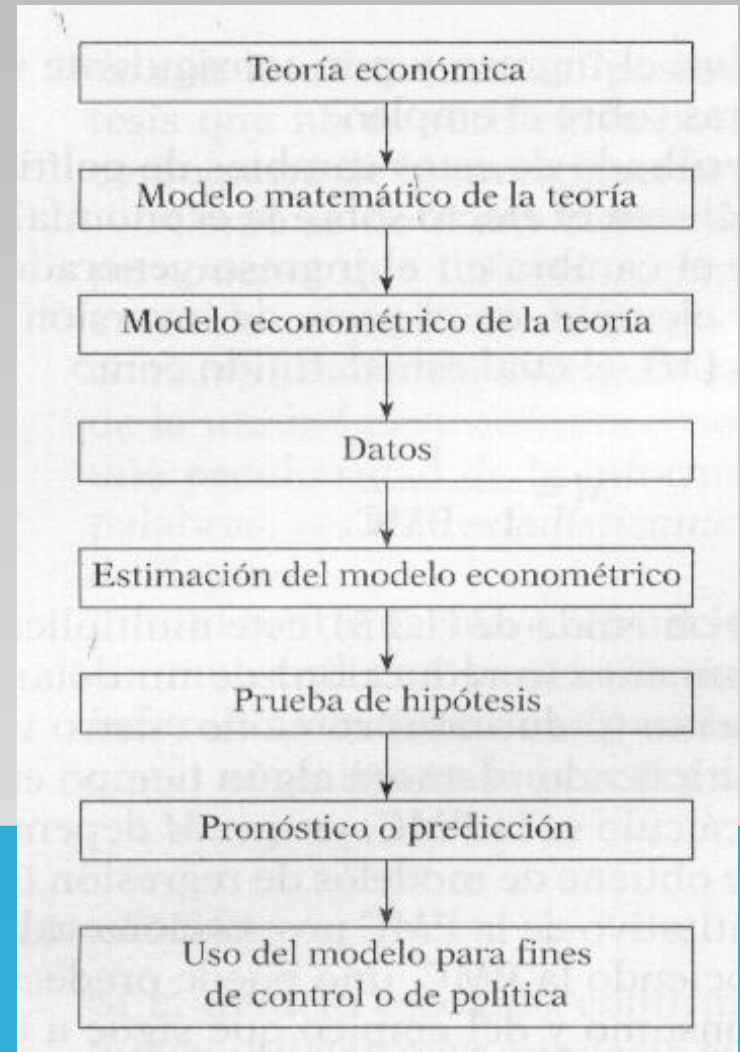 Teoría económica
Modelo matemático de la teoría
Modelo econométrico de la teoría
Datos
Estimación del modelo econométrico
Prueba de hipótesis
Pronóstico o predicción
Uso del modelo para fines
de control o de política